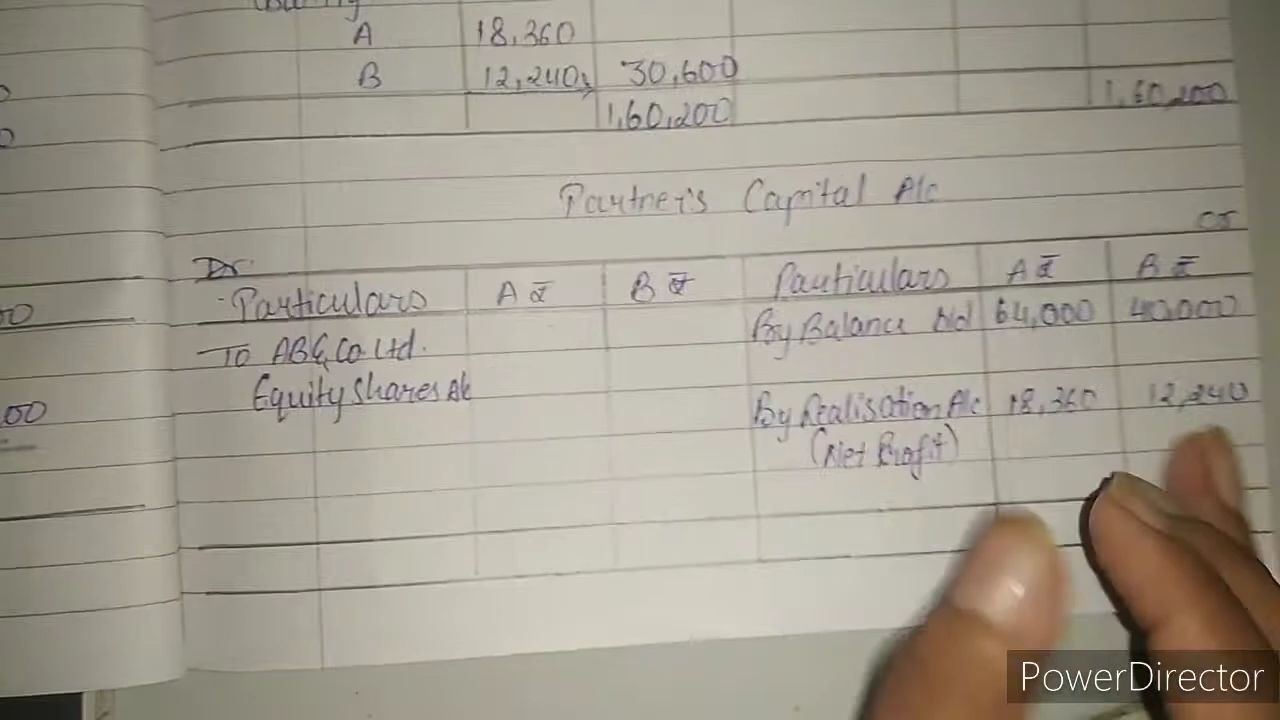 A 18,360
B 12,240 30,600
1,60,200 1,60,200
Partner's Capital A/c
Dr. Cr
Particulars A ₹ B ₹ Particulars A ₹ B ₹
To ABC, Co Ltd. By Balance b/d 64,000 40,000
Equity Shares A/c By Realisation A/c 18,360 12,240
(Net Profit)
PowerDirector